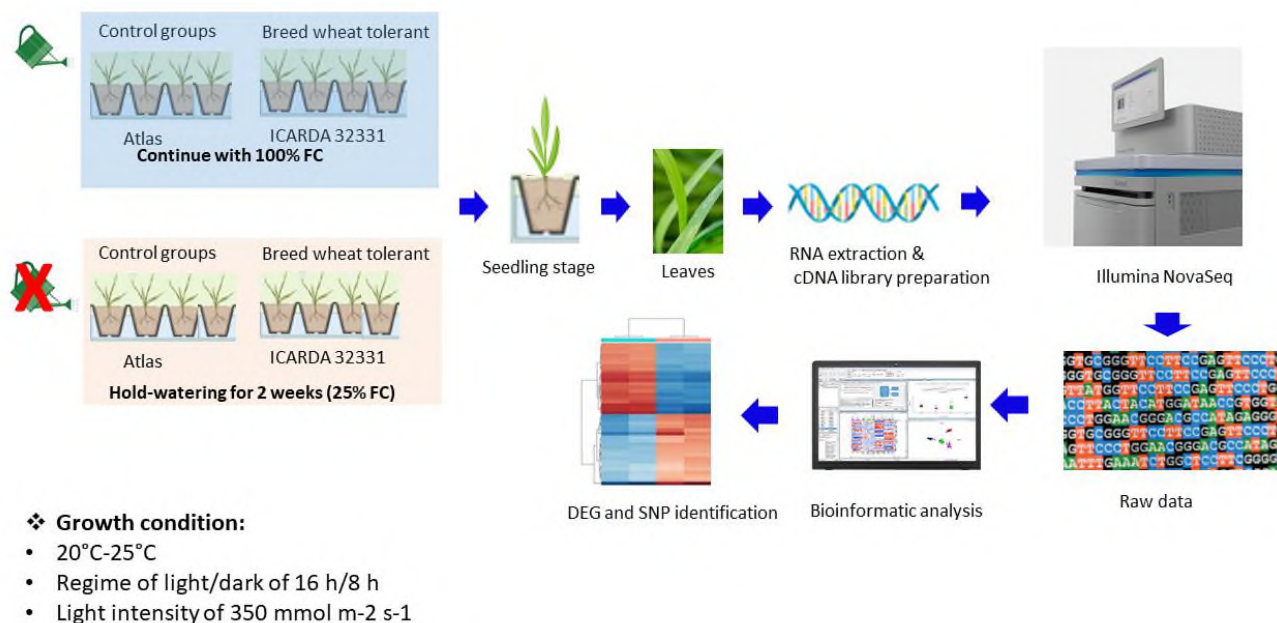 Control groups
Breed wheat tolerant
Atlas
ICARDA 32331
Continue with 100% FC
Control groups
Breed wheat tolerant
X
Atlas
ICARDA 32331
Hold-watering for 2 weeks (25% FC)
Seedling stage
Leaves
RNA extraction &
cDNA library preparation
Illumina NovaSeq
GTGCGGGTTCCTTCCGAGTTCCCT
GGGTGCGGGTTCCTTCCGAGTTCCC
Raw data
Bioinformatic analysis
DEG and SNP identification
❖ Growth condition:
• 20°C-25°C
• Regime of light/dark of 16 h/8 h
• Light intensity of 350 mmol m-2 s-1